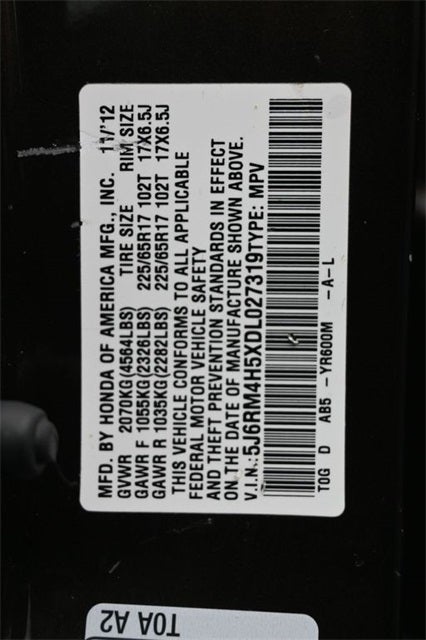 MFD. BY HONDA OF AMERICA MFG., INC. 11/'12
GVWR 2070KG(4564LBS) TIRE SIZE RIM SIZE
GAWR F 1055KG(2326LBS) 225/65R17 102T 17X6.5J
GAWR R 1035KG(2282LBS) 225/65R17 102T 17X6.5J
THIS VEHICLE CONFORMS TO ALL APPLICABLE
FEDERAL MOTOR VEHICLE SAFETY
AND THEFT PREVENTION STANDARDS IN EFFECT
ON THE DATE OF MANUFACTURE SHOWN ABOVE.
V.I.N.:5J6RM4H5XDL027319TYPE: MPV
T0G D AB5 -YR600M -A-L
T0A A2